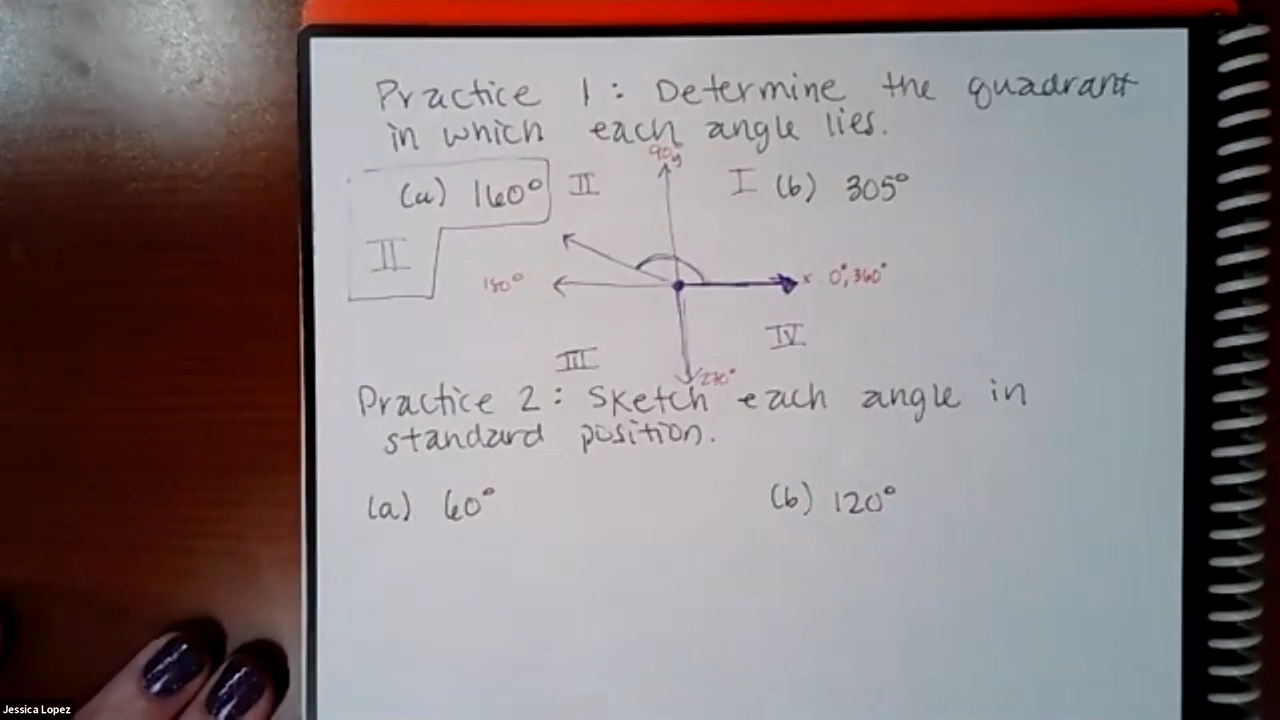 Practice 1: Determine the quadrant
in which each angle lies.
90 y
(a) 160° II I (b) 305°
II
180° x 0°, 360°
IV
III
270°
Practice 2: Sketch each angle in
standard position.
(a) 60° (b) 120°
Jessica Lopez